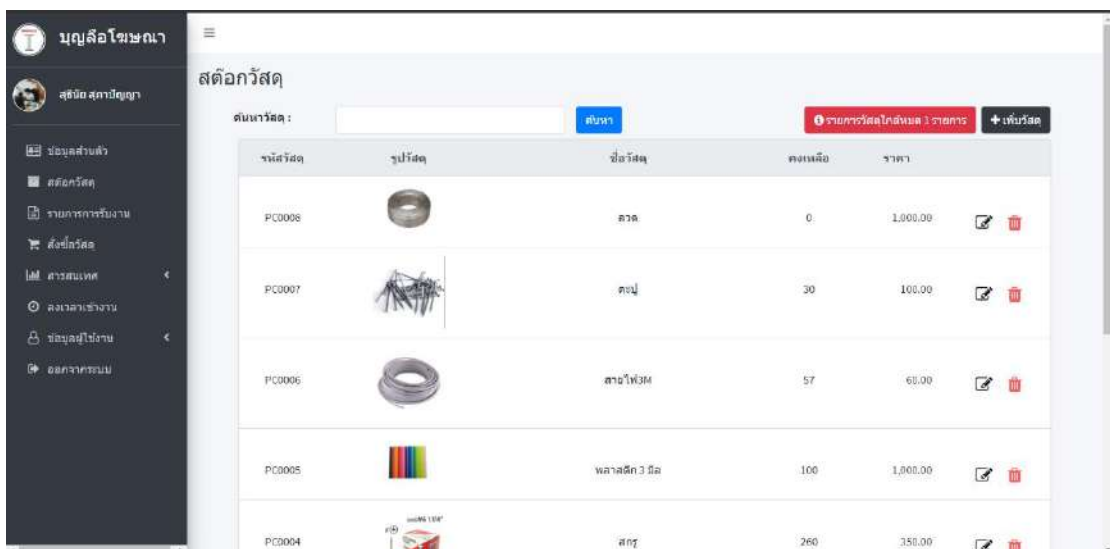 บุญลือโฆษณา
สุธินัย สุภาปัญญา
ข้อมูลส่วนตัว
สต๊อกวัสดุ
รายการการรับงาน
สั่งซื้อวัสดุ
สารสนเทศ
ลงเวลาเข้างาน
ข้อมูลผู้ใช้งาน
ออกจากระบบ
สต๊อกวัสดุ
ค้นหาวัสดุ :
ค้นหา
รายการวัสดุใกล้หมด 1 รายการ
เพิ่มวัสดุ
รหัสวัสดุ รูปวัสดุ ชื่อวัสดุ คงเหลือ ราคา
PC0008 ลวด 0 1,000.00
PC0007 ตะปู 30 100.00
PC0006 สายไฟ3M 57 60.00
PC0005 พลาสติก 3 มิล 100 1,000.00
PC0004 สกรู 260 350.00